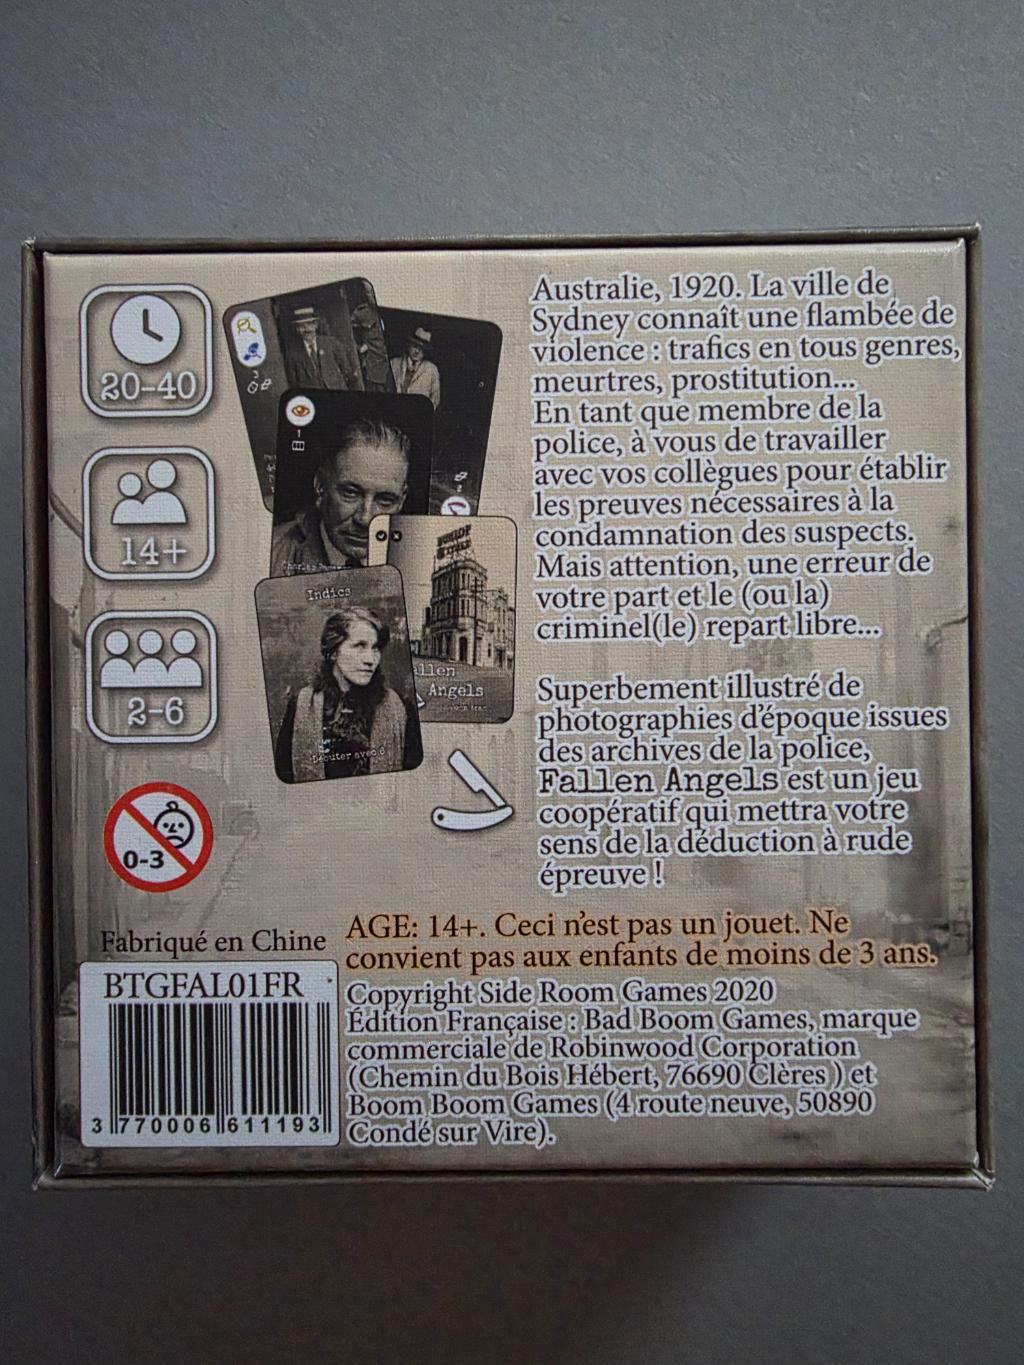 20-40
14+
2-6
0-3
3
1
Indics
Débuter avec 6
Fallen
Angels
Australie, 1920. La ville de
Sydney connaît une flambée de
violence : trafics en tous genres,
meurtres, prostitution...
En tant que membre de la
police, à vous de travailler
avec vos collègues pour établir
les preuves nécessaires à la
condamnation des suspects.
Mais attention, une erreur de
votre part et le (ou la)
criminel(le) repart libre...
Superbement illustré de
photographies d'époque issues
des archives de la police,
Fallen Angels est un jeu
coopératif qui mettra votre
sens de la déduction à rude
épreuve !
AGE: 14+. Ceci n'est pas un jouet. Ne
convient pas aux enfants de moins de 3 ans.
Fabriqué en Chine
BTGFAL01FR
3 770006 611193
Copyright Side Room Games 2020
Édition Française : Bad Boom Games, marque
commerciale de Robinwood Corporation
(Chemin du Bois Hébert, 76690 Clères ) et
Boom Boom Games (4 route neuve, 50890
Condé sur Vire).